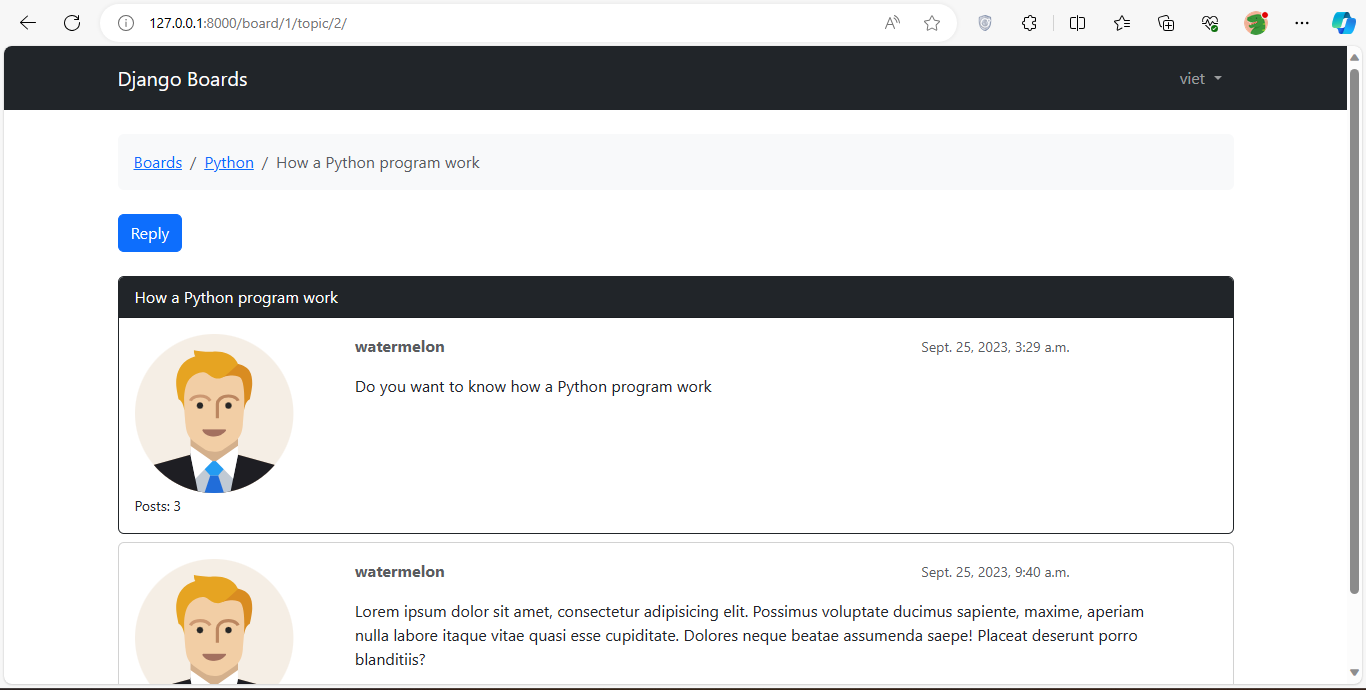 127.0.0.1:8000/board/1/topic/2/
Django Boards
viet
Boards / Python / How a Python program work
Reply
How a Python program work
watermelon
Sept. 25, 2023, 3:29 a.m.
Do you want to know how a Python program work
Posts: 3
watermelon
Sept. 25, 2023, 9:40 a.m.
Lorem ipsum dolor sit amet, consectetur adipisicing elit. Possimus voluptate ducimus sapiente, maxime, aperiam
nulla labore itaque vitae quasi esse cupiditate. Dolores neque beatae assumenda saepe! Placeat deserunt porro
blanditiis?